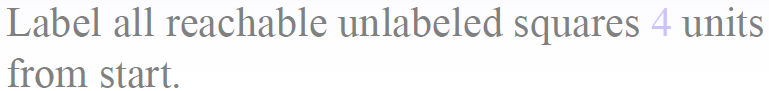 Label all reachable unlabeled squares 4 units
from start.